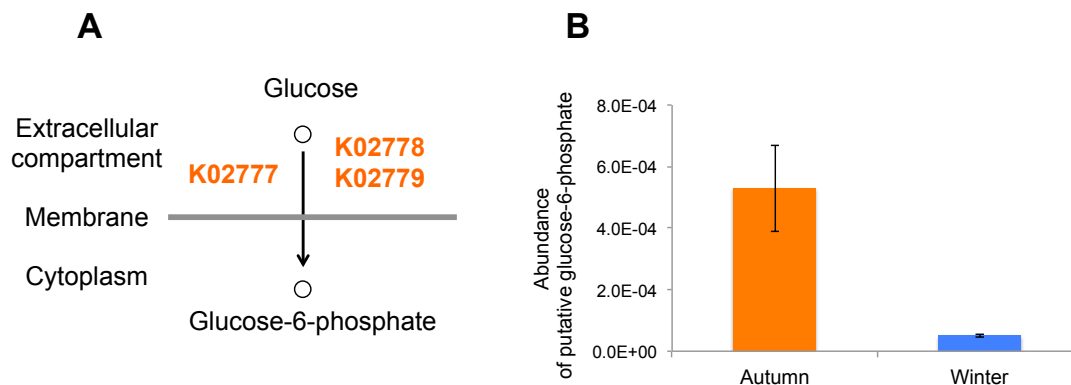 A
Glucose
Extracellular
compartment
K02777
K02778
K02779
Membrane
Cytoplasm
Glucose-6-phosphate
B
Abundance
of putative glucose-6-phosphate
8.0E-04
6.0E-04
4.0E-04
2.0E-04
0.0E+00
Autumn
Winter